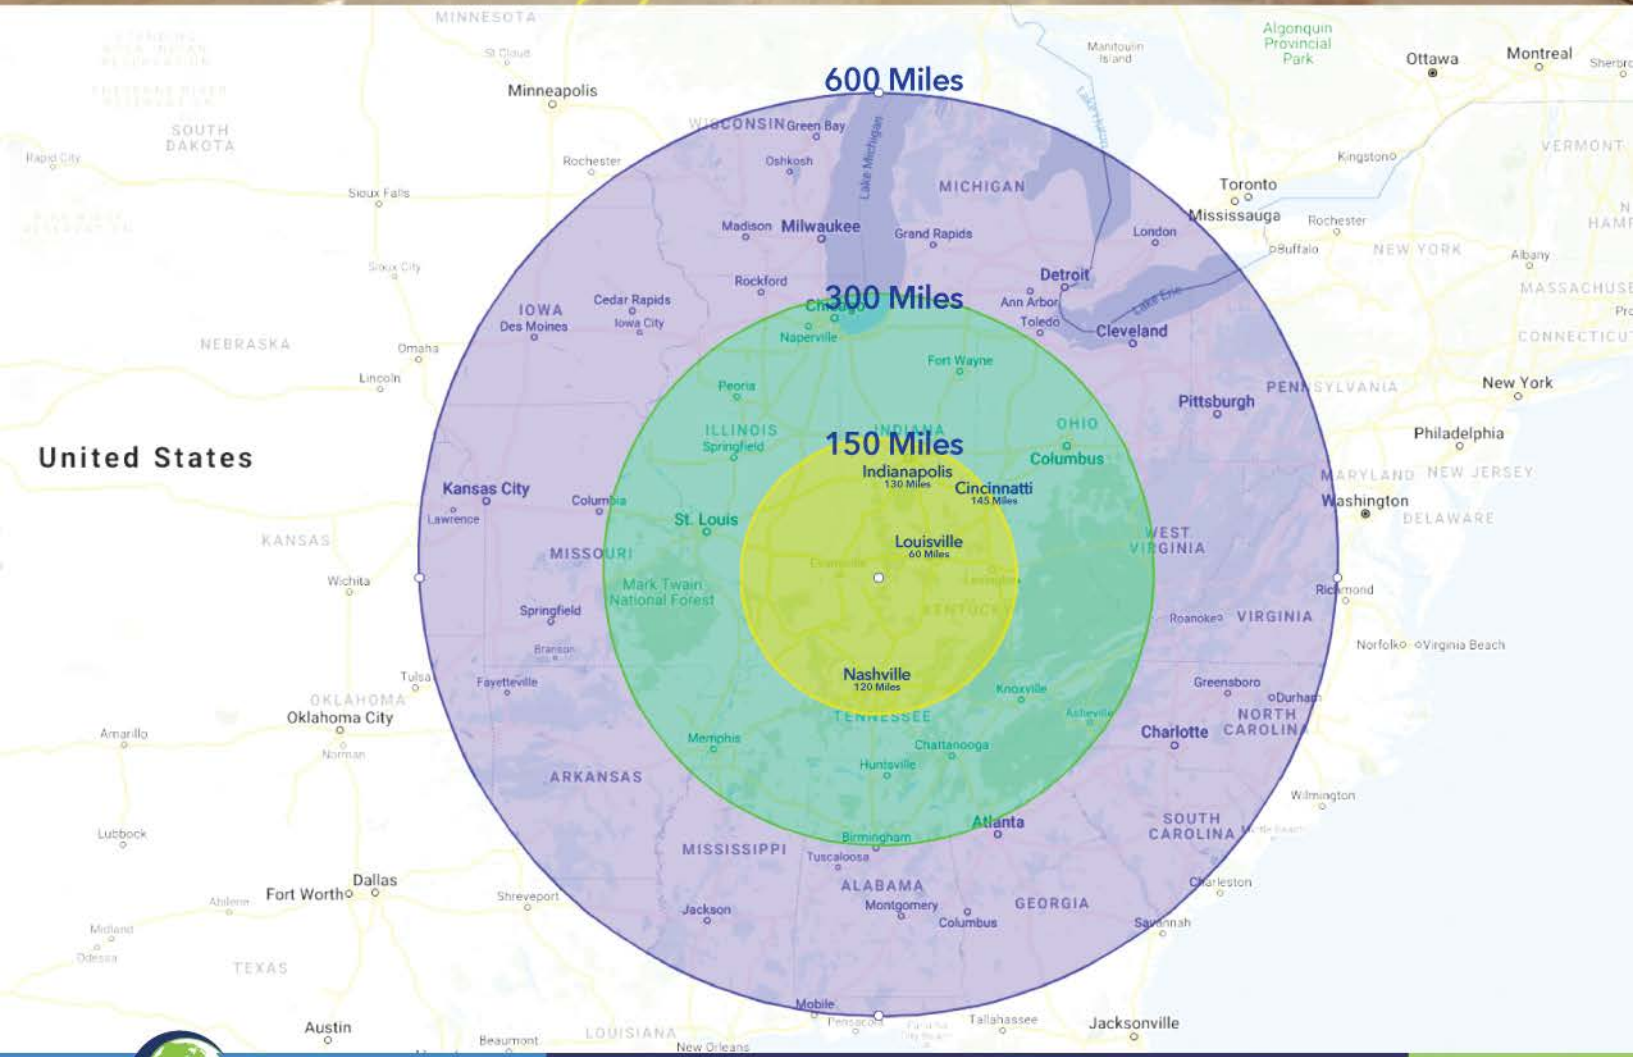 MINNESOTA
St Cloud
Minneapolis
SOUTH
DAKOTA
Rapid City
Rochester
Sioux Falls
Sioux City
600 Miles
WISCONSIN
Green Bay
Oshkosh
Lake Michigan
MICHIGAN
Manitoulin
Island
Lake Huron
Algonquin
Provincial
Park
Ottawa
Montreal
Kingston
VERMONT
Toronto
Mississauga
Rochester
Buffalo
NEW YORK
Albany
Madison
Milwaukee
Grand Rapids
London
Rockford
Detroit
Ann Arbor
Toledo
Lake Erie
Cleveland
IOWA
Des Moines
Cedar Rapids
Iowa City
300 Miles
Chicago
Naperville
Fort Wayne
NEBRASKA
Omaha
Lincoln
Peoria
ILLINOIS
Springfield
INDIANA
OHIO
Columbus
Pittsburgh
PENNSYLVANIA
New York
Philadelphia
MARYLAND
NEW JERSEY
Washington
DELAWARE
United States
150 Miles
Indianapolis
130 Miles
Cincinnatti
145 Miles
Louisville
60 Miles
Evansville
Lexington
KENTUCKY
Nashville
120 Miles
Kansas City
Lawrence
Columbia
St. Louis
KANSAS
MISSOURI
Wichita
Mark Twain
National Forest
Springfield
Branson
Fayetteville
Tulsa
OKLAHOMA
Oklahoma City
Norman
Amarillo
WEST
VIRGINIA
Richmond
Roanoke
VIRGINIA
Norfolk
Virginia Beach
Greensboro
Durham
NORTH
CAROLINA
Charlotte
Knoxville
Asheville
TENNESSEE
Memphis
Chattanooga
Huntsville
ARKANSAS
Wilmington
Lubbock
Atlanta
SOUTH
CAROLINA
Birmingham
Tuscaloosa
MISSISSIPPI
ALABAMA
Montgomery
Columbus
GEORGIA
Charleston
Savannah
Fort Worth
Dallas
Abilene
Shreveport
Jackson
Midland
Odessa
TEXAS
Mobile
Pensacola
Tallahassee
Jacksonville
Austin
Beaumont
LOUISIANA
New Orleans